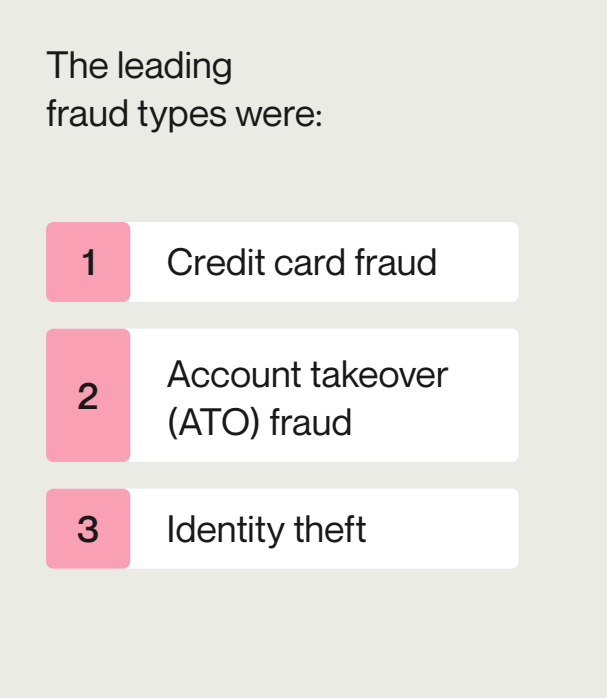 The leading
fraud types were:
1 Credit card fraud
2 Account takeover
(ATO) fraud
3 Identity theft